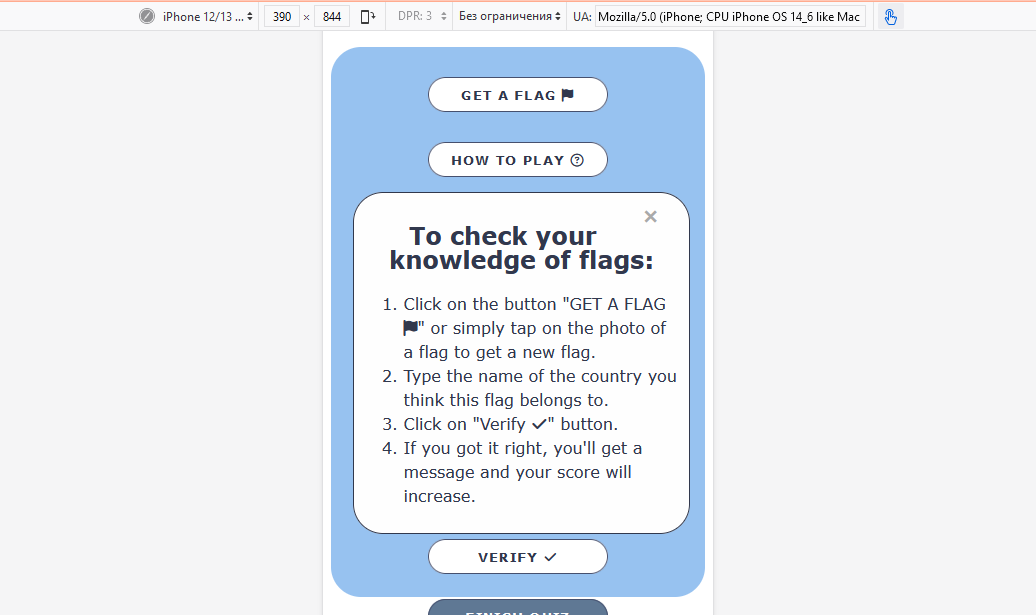 iPhone 12/13 ... 390 × 844 DPR: 3 Без ограничения UA: Mozilla/5.0 (iPhone; CPU iPhone OS 14_6 like Mac
GET A FLAG
HOW TO PLAY
×
To check your
knowledge of flags:
1. Click on the button "GET A FLAG
" or simply tap on the photo of
a flag to get a new flag.
2. Type the name of the country you
think this flag belongs to.
3. Click on "Verify ✓" button.
4. If you got it right, you'll get a
message and your score will
increase.
VERIFY ✓
FINISH QUIZ